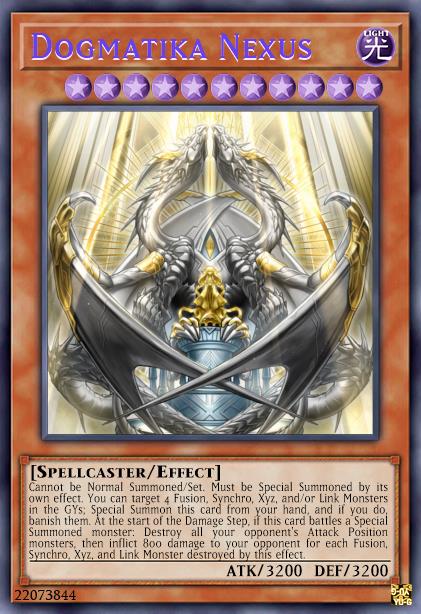 DOGMATIKA NEXUS
LIGHT
光
[SPELLCASTER/EFFECT]
Cannot be Normal Summoned/Set. Must be Special Summoned by its
own effect. You can target 4 Fusion, Synchro, Xyz, and/or Link Monsters
in the GYs; Special Summon this card from your hand, and if you do,
banish them. At the start of the Damage Step, if this card battles a Special
Summoned monster: Destroy all your opponent's Attack Position
monsters, then inflict 800 damage to your opponent for each Fusion,
Synchro, Xyz, and Link Monster destroyed by this effect.
ATK/3200 DEF/3200
22073844